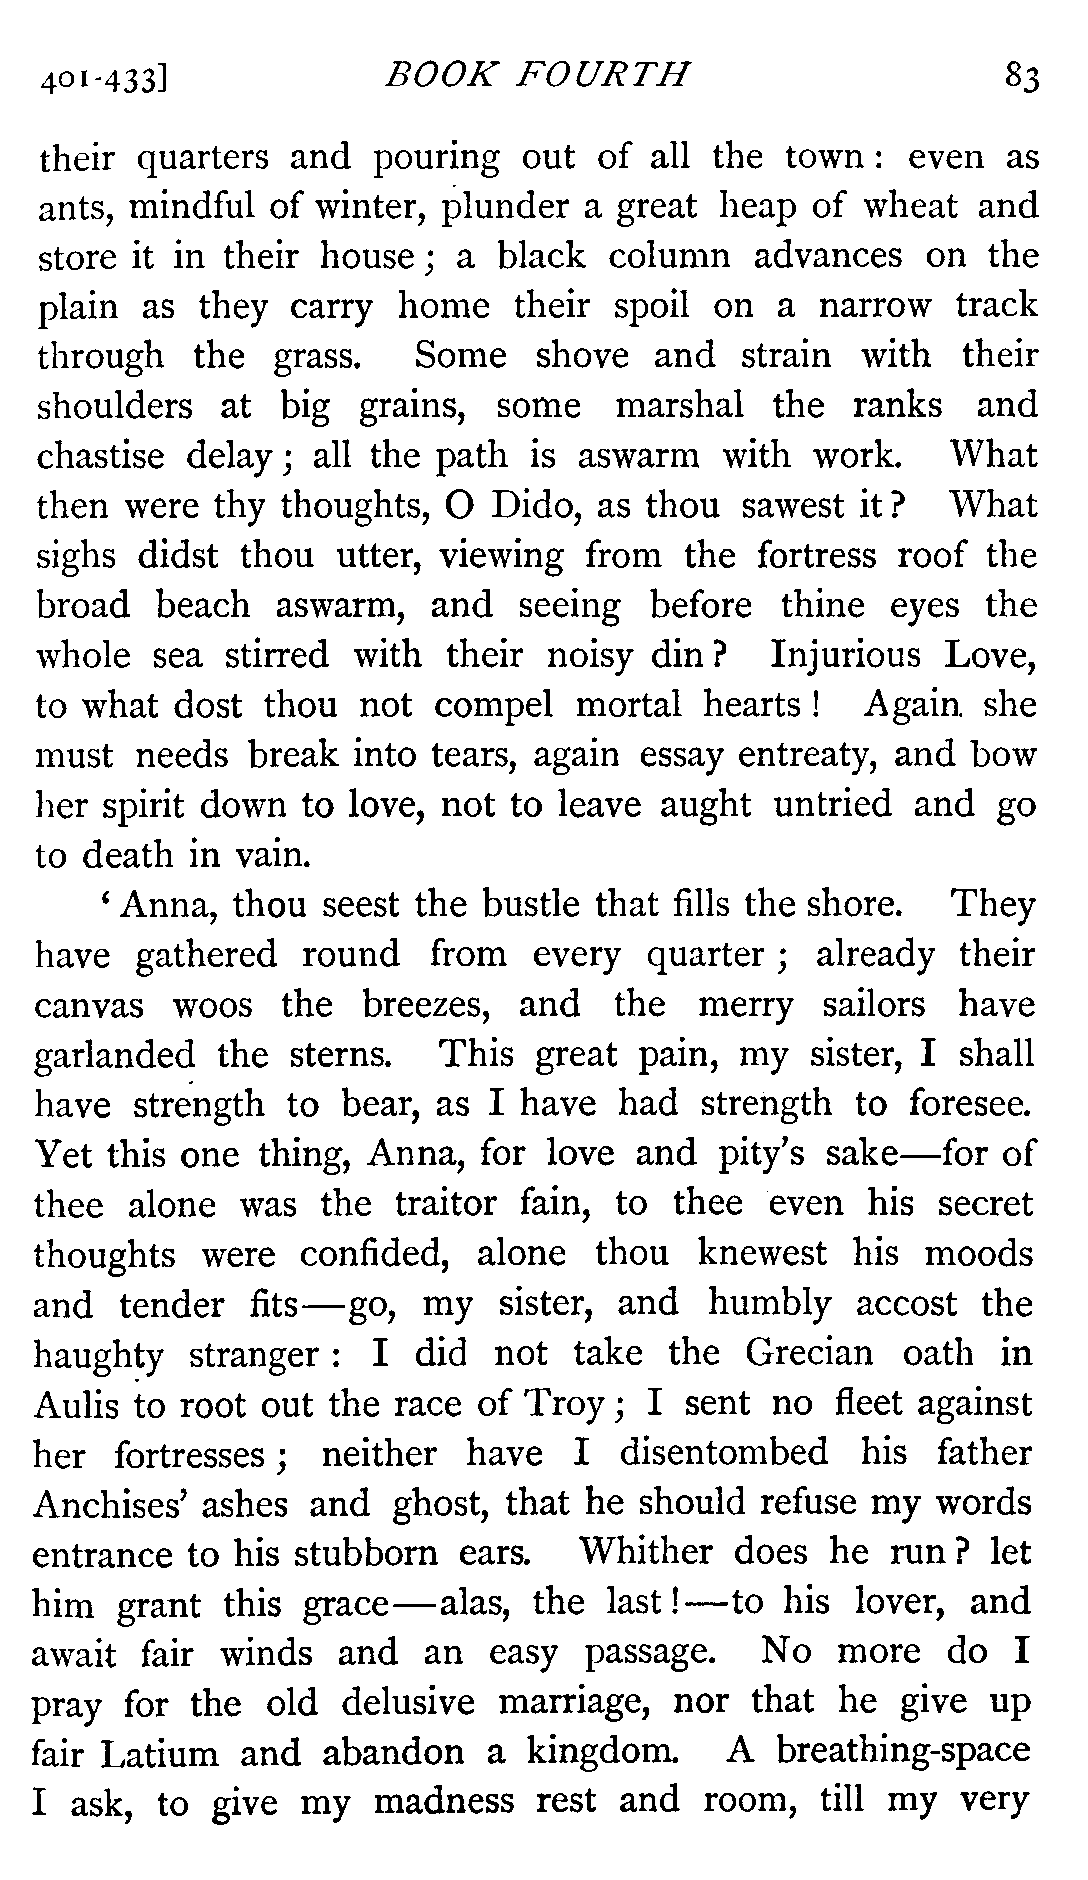 401-433] BOOK FOURTH 83
their quarters and pouring out of all the town : even as
ants, mindful of winter, plunder a great heap of wheat and
store it in their house ; a black column advances on the
plain as they carry home their spoil on a narrow track
through the grass. Some shove and strain with their
shoulders at big grains, some marshal the ranks and
chastise delay ; all the path is aswarm with work. What
then were thy thoughts, O Dido, as thou sawest it ? What
sighs didst thou utter, viewing from the fortress roof the
broad beach aswarm, and seeing before thine eyes the
whole sea stirred with their noisy din ? Injurious Love,
to what dost thou not compel mortal hearts ! Again she
must needs break into tears, again essay entreaty, and bow
her spirit down to love, not to leave aught untried and go
to death in vain.
‘ Anna, thou seest the bustle that fills the shore. They
have gathered round from every quarter ; already their
canvas woos the breezes, and the merry sailors have
garlanded the sterns. This great pain, my sister, I shall
have strength to bear, as I have had strength to foresee.
Yet this one thing, Anna, for love and pity’s sake—for of
thee alone was the traitor fain, to thee even his secret
thoughts were confided, alone thou knewest his moods
and tender fits—go, my sister, and humbly accost the
haughty stranger : I did not take the Grecian oath in
Aulis to root out the race of Troy ; I sent no fleet against
her fortresses ; neither have I disentombed his father
Anchises’ ashes and ghost, that he should refuse my words
entrance to his stubborn ears. Whither does he run ? let
him grant this grace—alas, the last !—to his lover, and
await fair winds and an easy passage. No more do I
pray for the old delusive marriage, nor that he give up
fair Latium and abandon a kingdom. A breathing-space
I ask, to give my madness rest and room, till my very